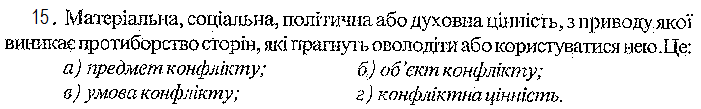 15. Матеріальна, соціальна, політична або духовна цінність, з приводу якої
виникає протиборство сторін, які прагнуть оволодіти або користуватися нею. Це:
а) предмет конфлікту; б) об'єкт конфлікту;
в) умова конфлікту; г) конфліктна цінність.